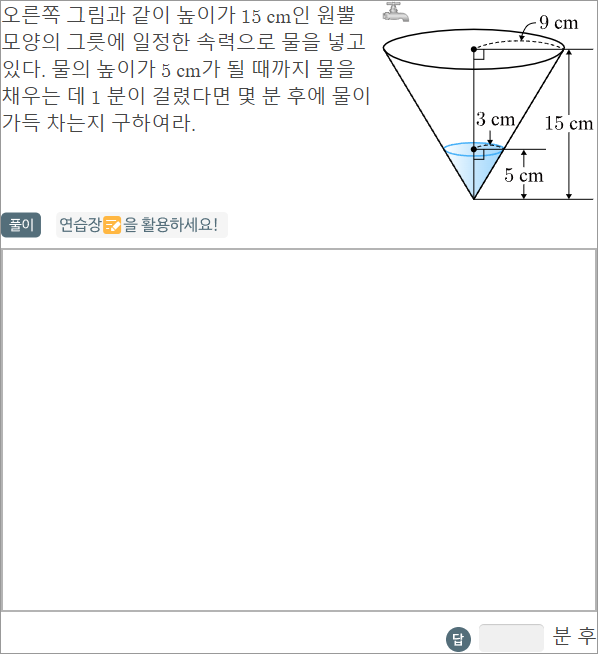 오른쪽 그림과 같이 높이가 15 cm인 원뿔
모양의 그릇에 일정한 속력으로 물을 넣고
있다. 물의 높이가 5 cm가 될 때까지 물을
채우는 데 1 분이 걸렸다면 몇 분 후에 물이
가득 차는지 구하여라.
9 cm
3 cm
15 cm
5 cm
풀이
연습장을 활용하세요!
답
분 후